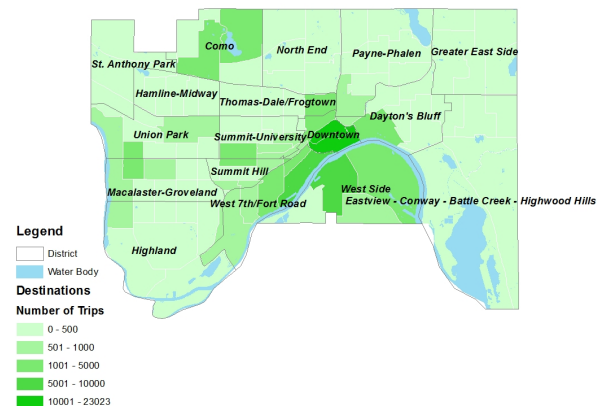 Como
North End
Payne-Phalen
Greater East Side
St. Anthony Park
Hamline-Midway
Thomas-Dale/Frogtown
Dayton's Bluff
Union Park
Summit-University
Downtown
Summit Hill
Macalaster-Groveland
West Side
West 7th/Fort Road
Eastview - Conway - Battle Creek - Highwood Hills
Highland
Legend
District
Water Body
Destinations
Number of Trips
0 - 500
501 - 1000
1001 - 5000
5001 - 10000
10001 - 23023